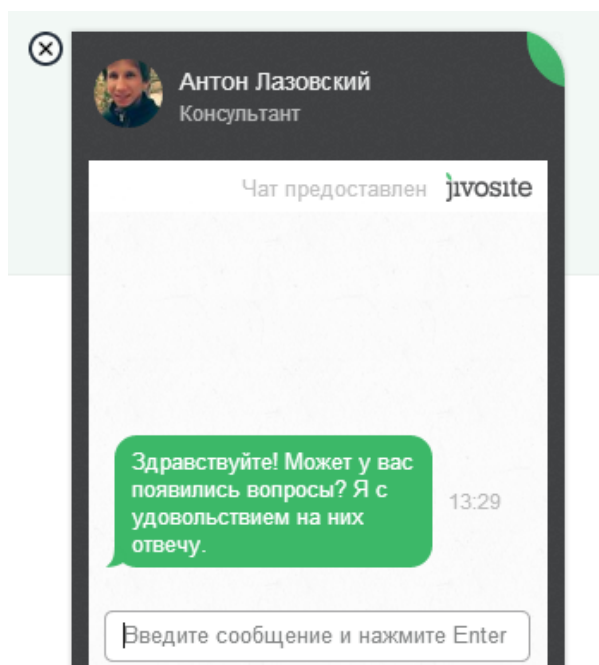 Антон Лазовский
Консультант
Чат предоставлен jivosite
Здравствуйте! Может у вас
появились вопросы? Я с
удовольствием на них
отвечу.
13:29
Введите сообщение и нажмите Enter